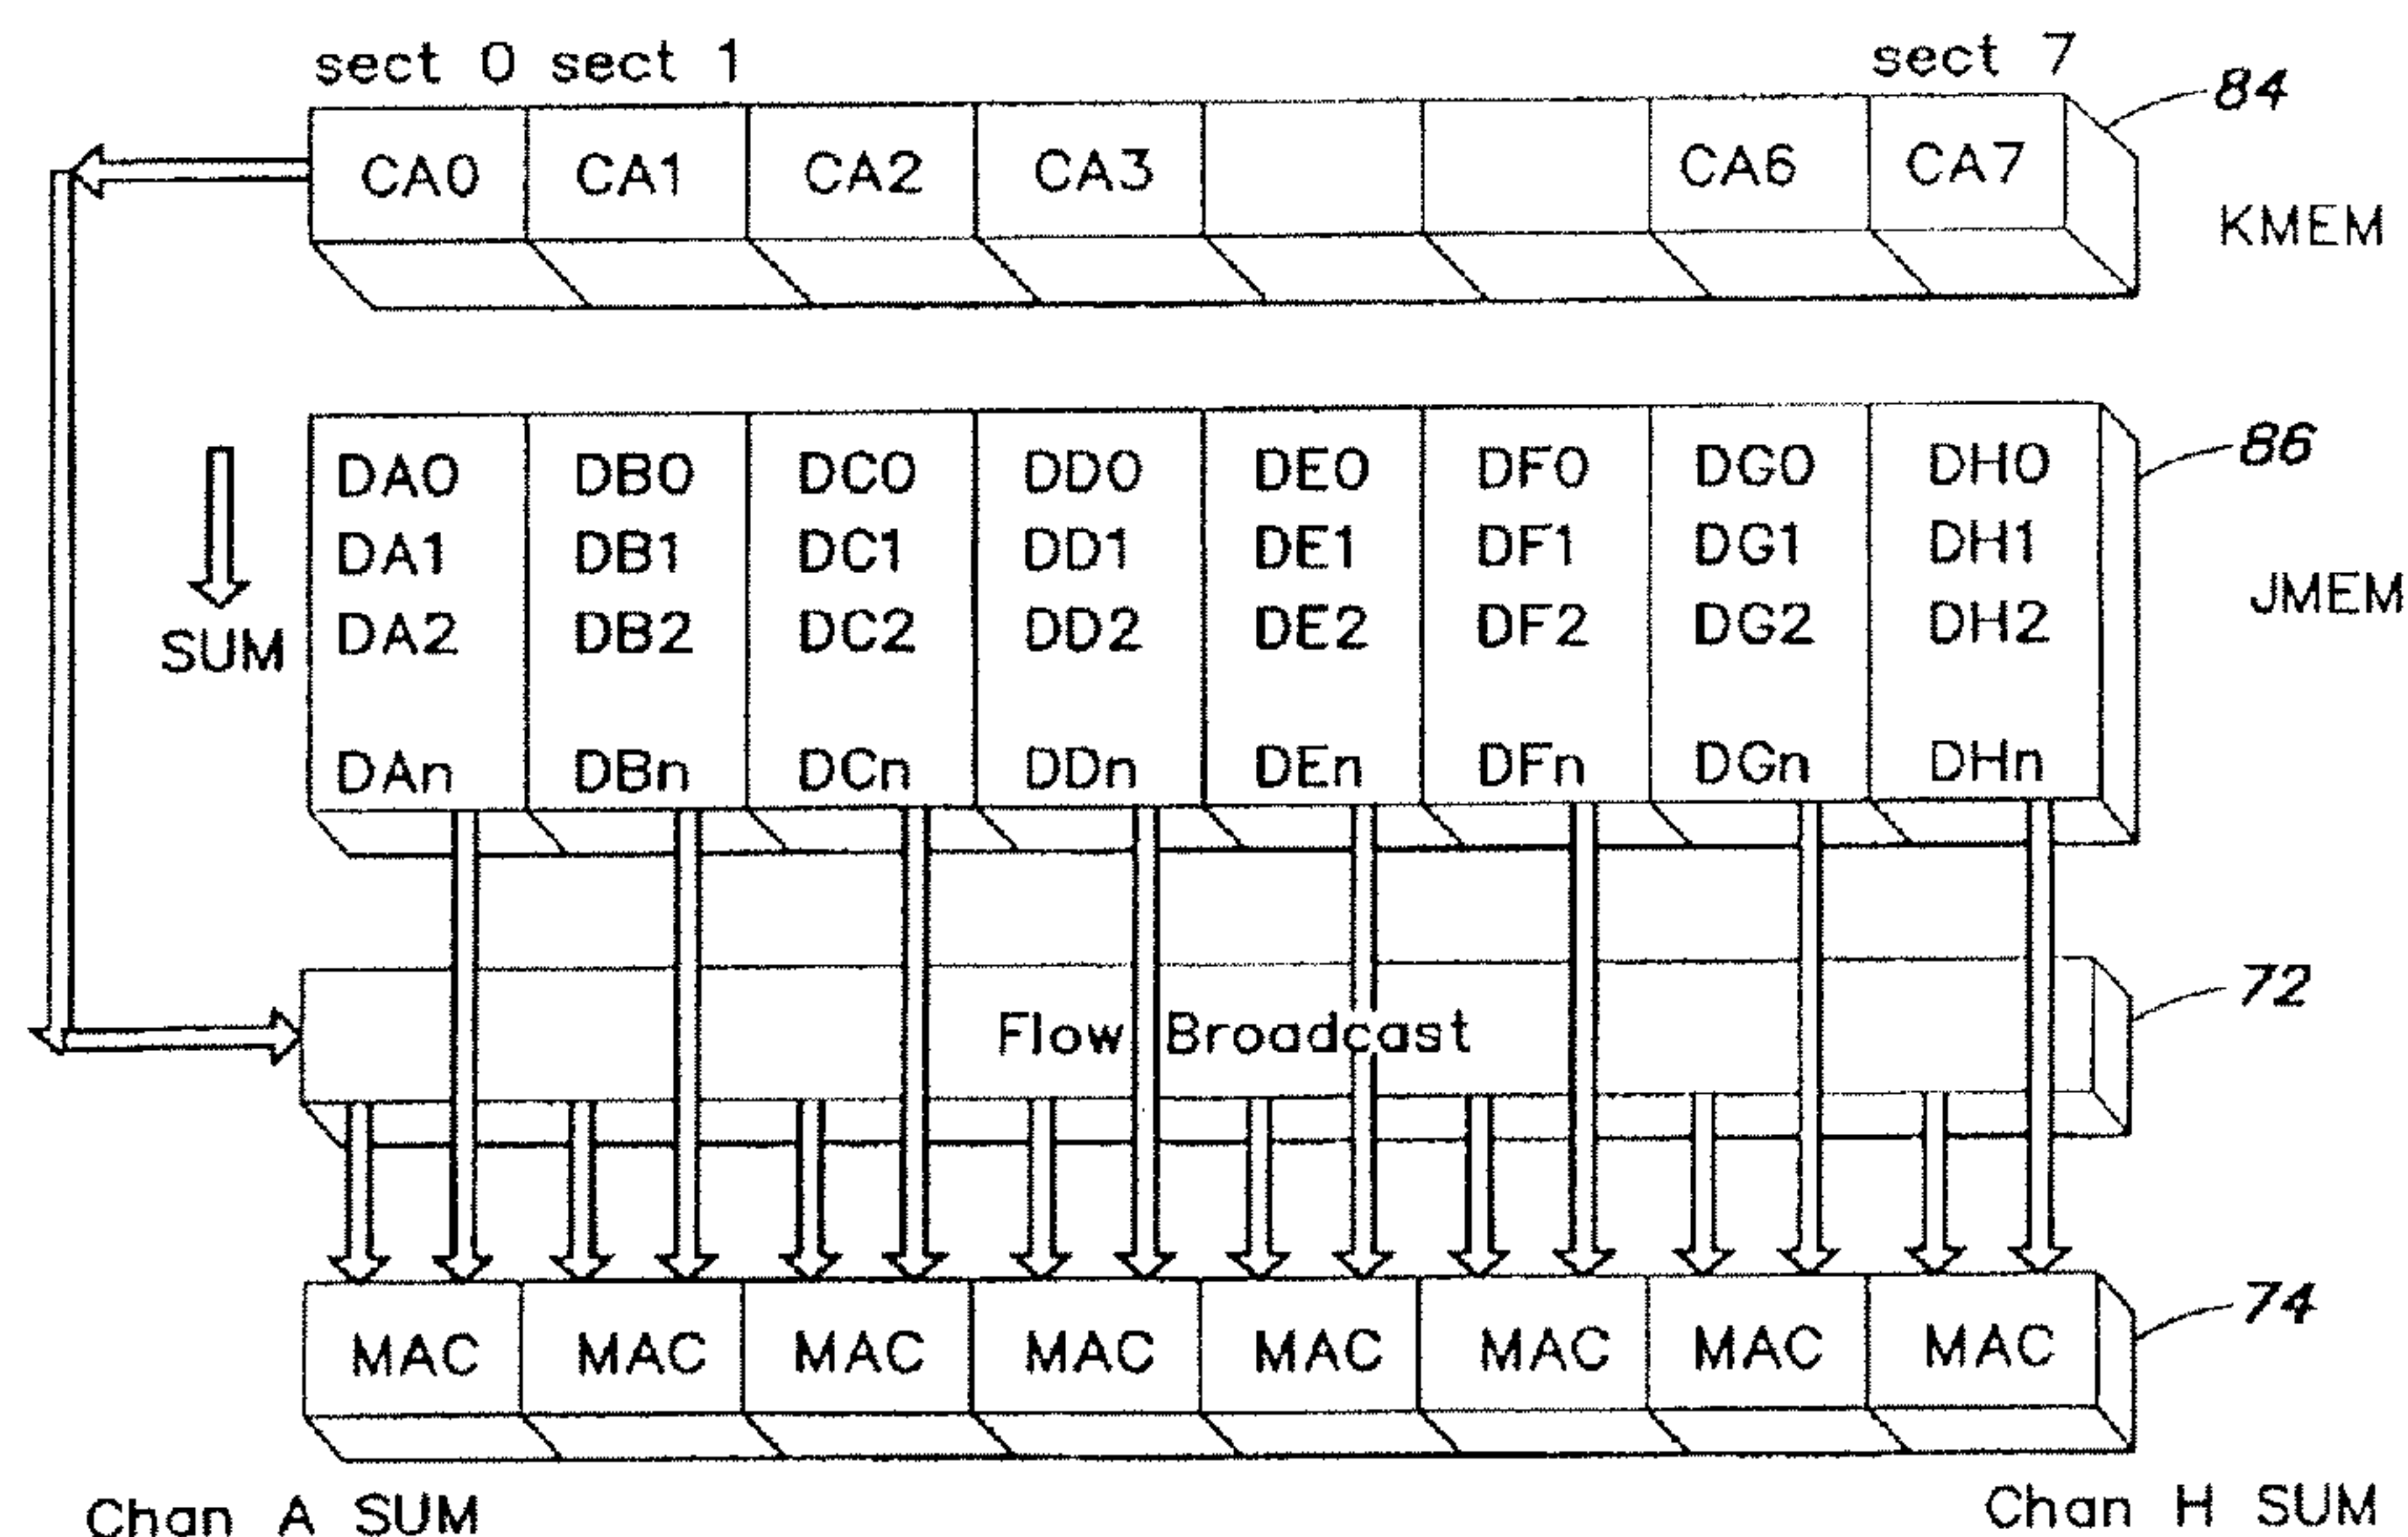 sect 0 sect 1 sect 7
84
CA0 CA1 CA2 CA3 CA6 CA7
KMEM
86
DA0 DB0 DC0 DD0 DE0 DF0 DG0 DH0
DA1 DB1 DC1 DD1 DE1 DF1 DG1 DH1
JMEM
SUM
DA2 DB2 DC2 DD2 DE2 DF2 DG2 DH2
DAn DBn DCn DDn DEn DFn DGn DHn
72
Flow Broadcast
74
MAC MAC MAC MAC MAC MAC MAC MAC
Chan A SUM Chan H SUM